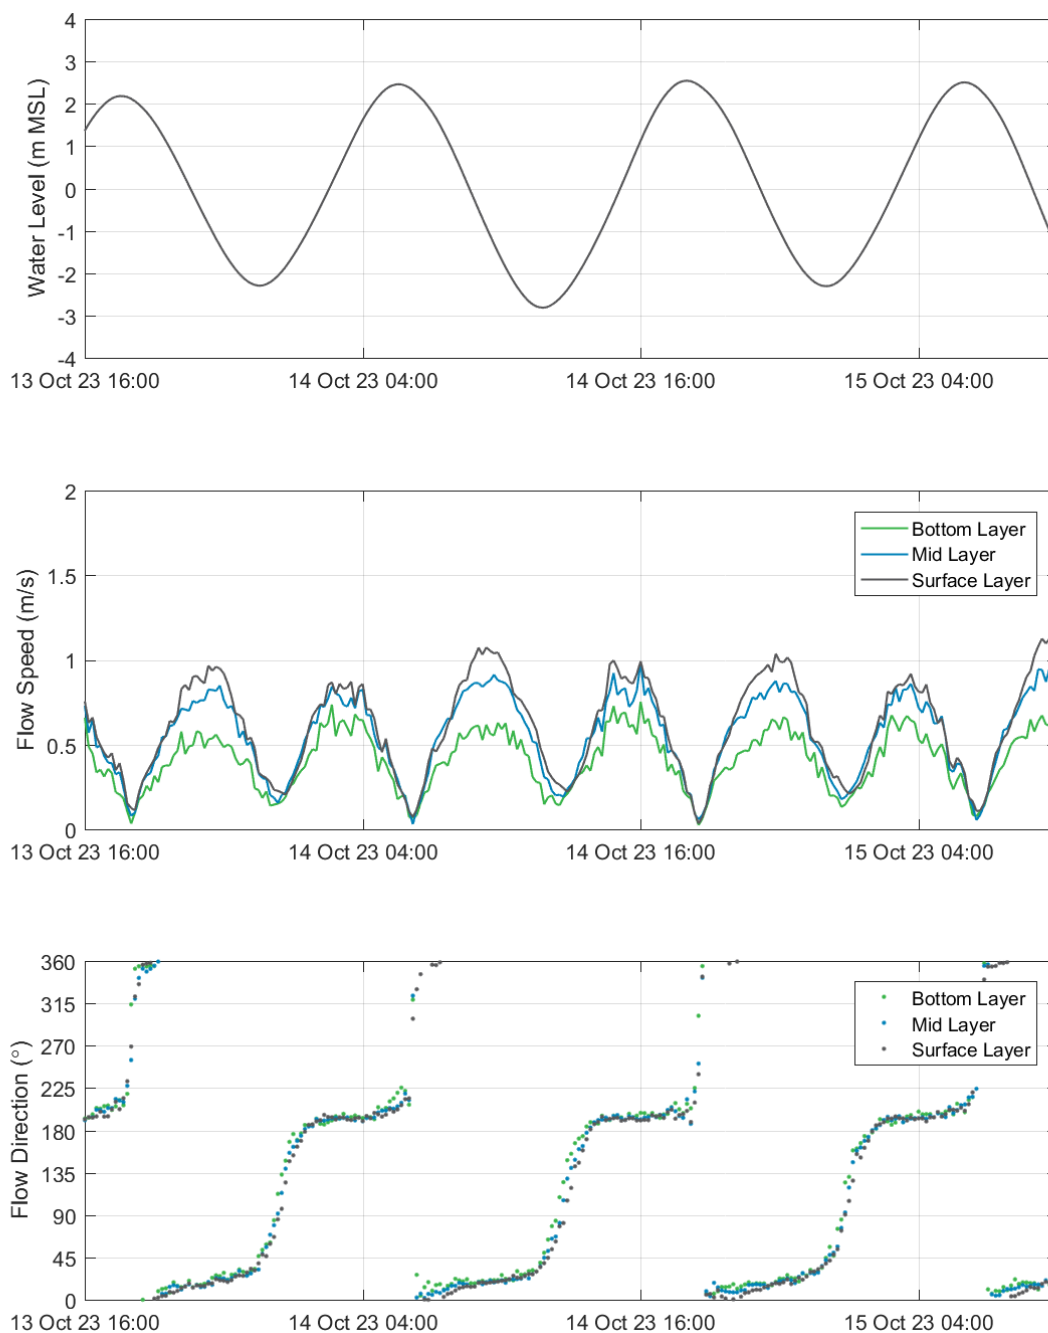 4
3
2
1
0
-1
-2
-3
-4
Water Level (m MSL)
13 Oct 23 16:00 14 Oct 23 04:00 14 Oct 23 16:00 15 Oct 23 04:00
2
1.5
1
0.5
0
Flow Speed (m/s)
Bottom Layer
Mid Layer
Surface Layer
13 Oct 23 16:00 14 Oct 23 04:00 14 Oct 23 16:00 15 Oct 23 04:00
360
315
270
225
180
135
90
45
0
Flow Direction (°)
Bottom Layer
Mid Layer
Surface Layer
13 Oct 23 16:00 14 Oct 23 04:00 14 Oct 23 16:00 15 Oct 23 04:00